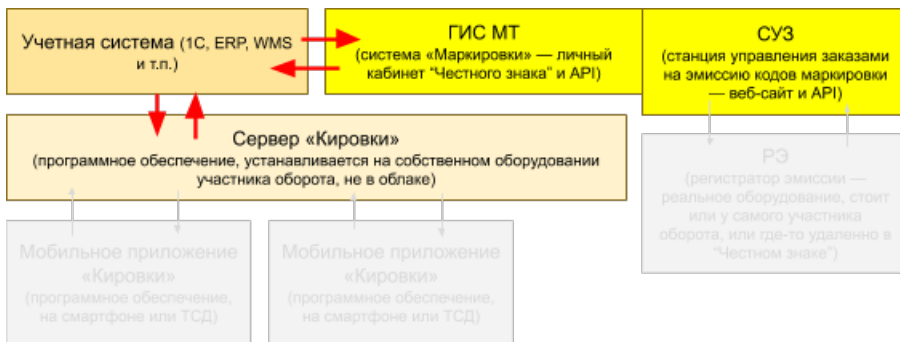 Учетная система (1С, ERP, WMS
и т.п.)
ГИС МТ
(система «Маркировки» — личный
кабинет “Честного знака” и API)
СУЗ
(станция управления заказами
на эмиссию кодов маркировки
— веб-сайт и API)
Сервер «Кировки»
(программное обеспечение, устанавливается на собственном оборудовании
участника оборота, не в облаке)
РЭ
(регистратор эмиссии —
реальное оборудование, стоит
или у самого участника
оборота, или где-то удаленно в
“Честном знаке”)
Мобильное приложение
«Кировки»
(программное обеспечение,
на смартфоне или ТСД)
Мобильное приложение
«Кировки»
(программное обеспечение,
на смартфоне или ТСД)